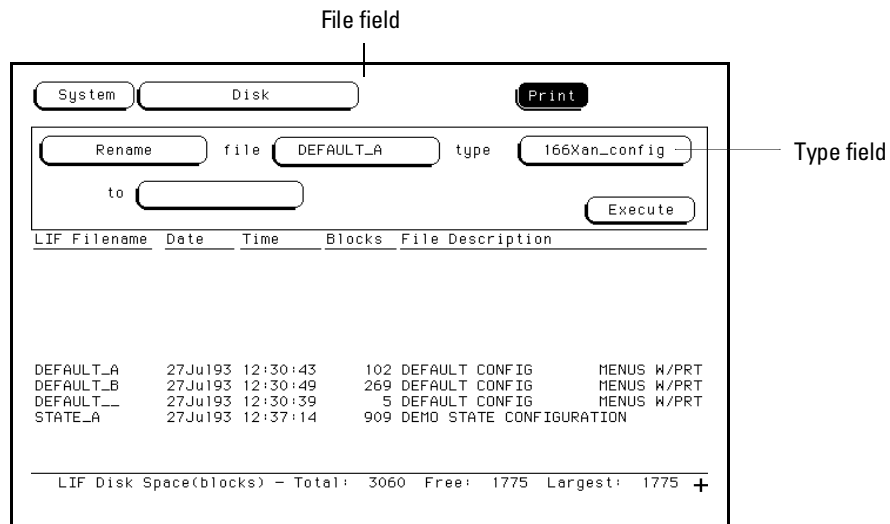 File field
System Disk Print
Rename file DEFAULT_A type 166Xan_config Type field
to
Execute
LIF Filename Date Time Blocks File Description
DEFAULT_A 27Jul93 12:30:43 102 DEFAULT CONFIG MENUS W/PRT
DEFAULT_B 27Jul93 12:30:49 269 DEFAULT CONFIG MENUS W/PRT
DEFAULT__ 27Jul93 12:30:39 5 DEFAULT CONFIG MENUS W/PRT
STATE_A 27Jul93 12:37:14 909 DEMO STATE CONFIGURATION
LIF Disk Space(blocks) – Total: 3060 Free: 1775 Largest: 1775 +